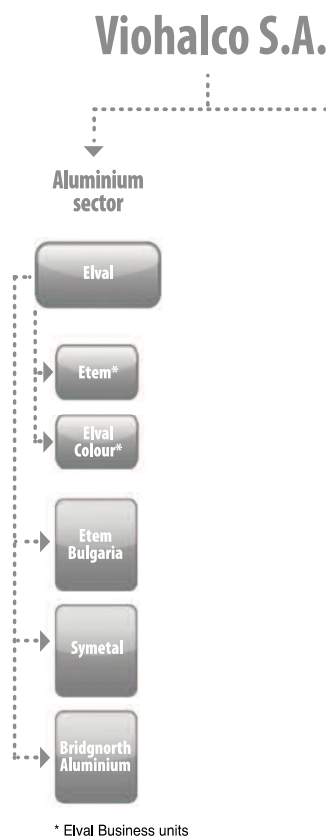 Viohalco S.A.
Aluminium
sector
Elval
Etem*
Elval
Colour*
Etem
Bulgaria
Symetal
Bridgnorth
Aluminium
* Elval Business units